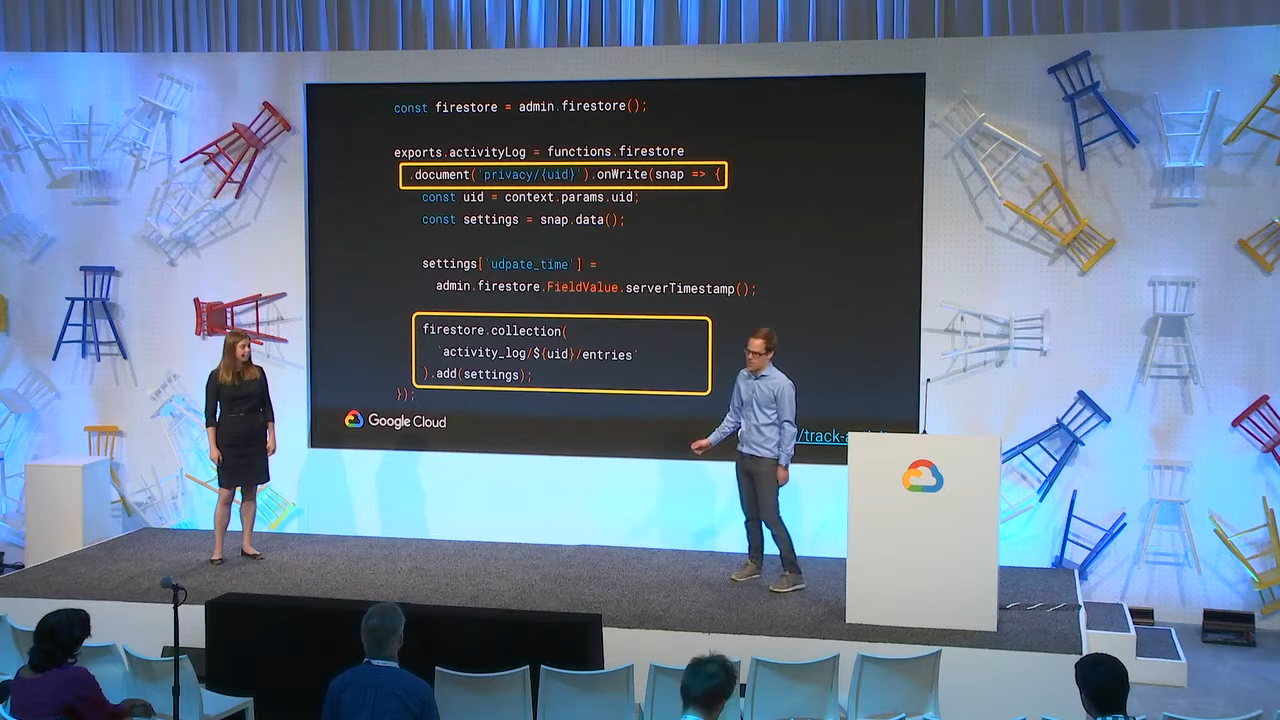 const firestore = admin.firestore();
exports.activityLog = functions.firestore
.document('privacy/{uid}').onWrite(snap => {
const uid = context.params.uid;
const settings = snap.data();
settings['udpate_time'] =
admin.firestore.FieldValue.serverTimestamp();
firestore.collection(
`activity_log/${uid}/entries`
).add(settings);
});
Google Cloud